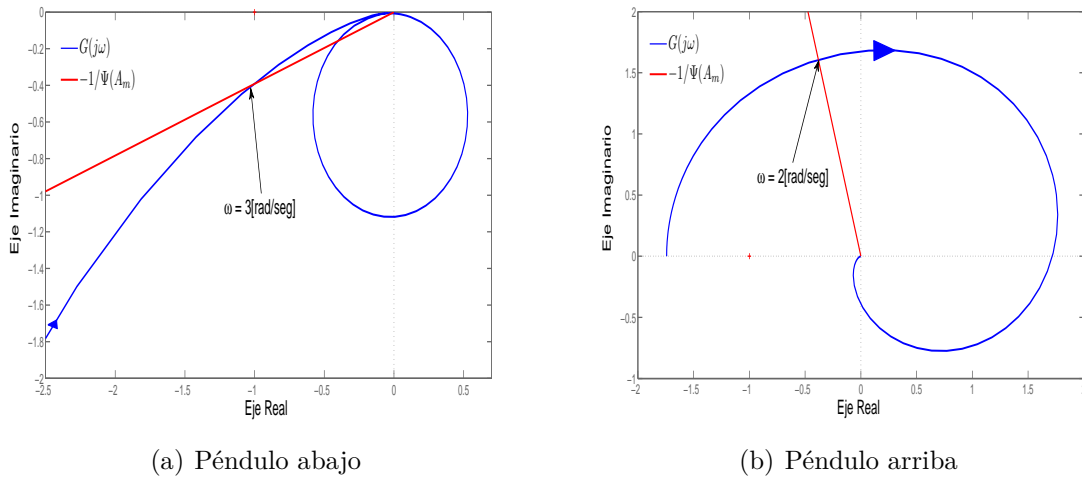 0
-0.2
-0.4
-0.6
-0.8
-1
-1.2
-1.4
-1.6
-1.8
-2
-2.5
-2
-1.5
-1
-0.5
0
0.5
Eje Imaginario
Eje Real
G(jω)
−1/Ψ(A_m)
ω = 3[rad/seg]
(a) Péndulo abajo
2
1.5
1
0.5
0
-0.5
-1
-2
-1.5
-1
-0.5
0
0.5
1
1.5
2
Eje Imaginario
Eje Real
G(jω)
−1/Ψ(A_m)
ω = 2[rad/seg]
(b) Péndulo arriba